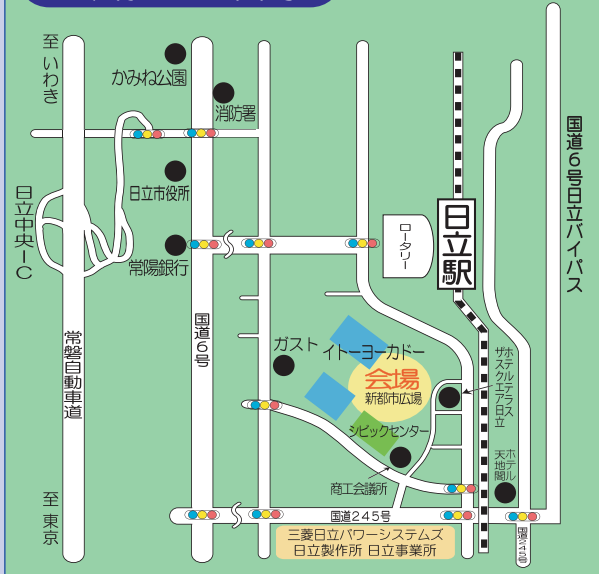 至 いわき
かみね公園
消防署
日立市役所
日立中央IC
常陽銀行
国道6号
常磐自動車道
至 東京
ロータリー
日立駅
国道6号日立バイパス
ガスト
イトーヨーカドー
会場
新都市広場
シビックセンター
商工会議所
ホテルテラス
ザスクエア日立
ホテル
天地閣
国道245号
国道245号
三菱日立パワーシステムズ
日立製作所 日立事業所